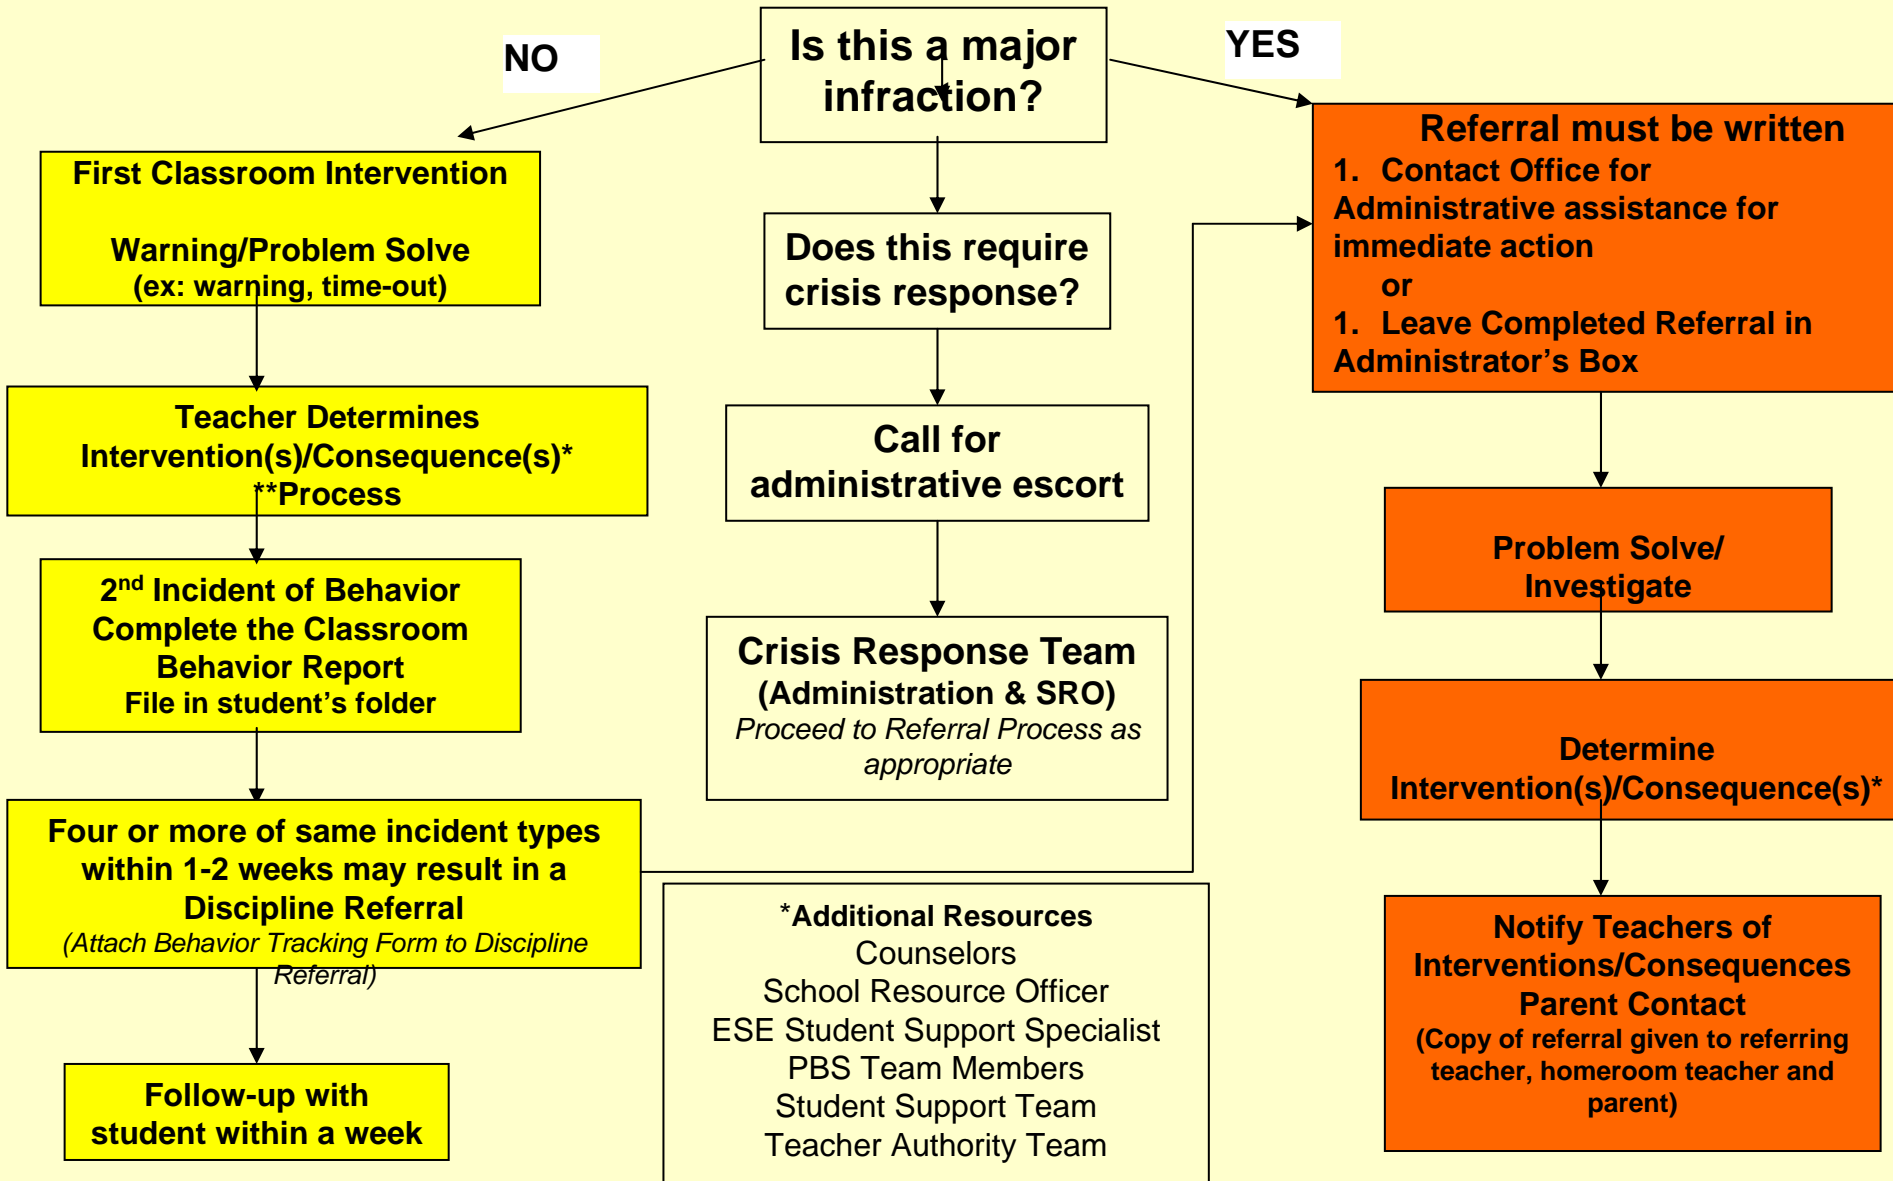 Is this a major
infraction?
NO
YES
First Classroom Intervention
Warning/Problem Solve
(ex: warning, time-out)
Teacher Determines
Intervention(s)/Consequence(s)*
**Process
2nd Incident of Behavior
Complete the Classroom
Behavior Report
File in student’s folder
Four or more of same incident types
within 1-2 weeks may result in a
Discipline Referral
(Attach Behavior Tracking Form to Discipline
Referral)
Follow-up with
student within a week
Does this require
crisis response?
Call for
administrative escort
Crisis Response Team
(Administration & SRO)
Proceed to Referral Process as
appropriate
*Additional Resources
Counselors
School Resource Officer
ESE Student Support Specialist
PBS Team Members
Student Support Team
Teacher Authority Team
Referral must be written
1. Contact Office for
Administrative assistance for
immediate action
or
1. Leave Completed Referral in
Administrator’s Box
Problem Solve/
Investigate
Determine
Intervention(s)/Consequence(s)*
Notify Teachers of
Interventions/Consequences
Parent Contact
(Copy of referral given to referring
teacher, homeroom teacher and
parent)